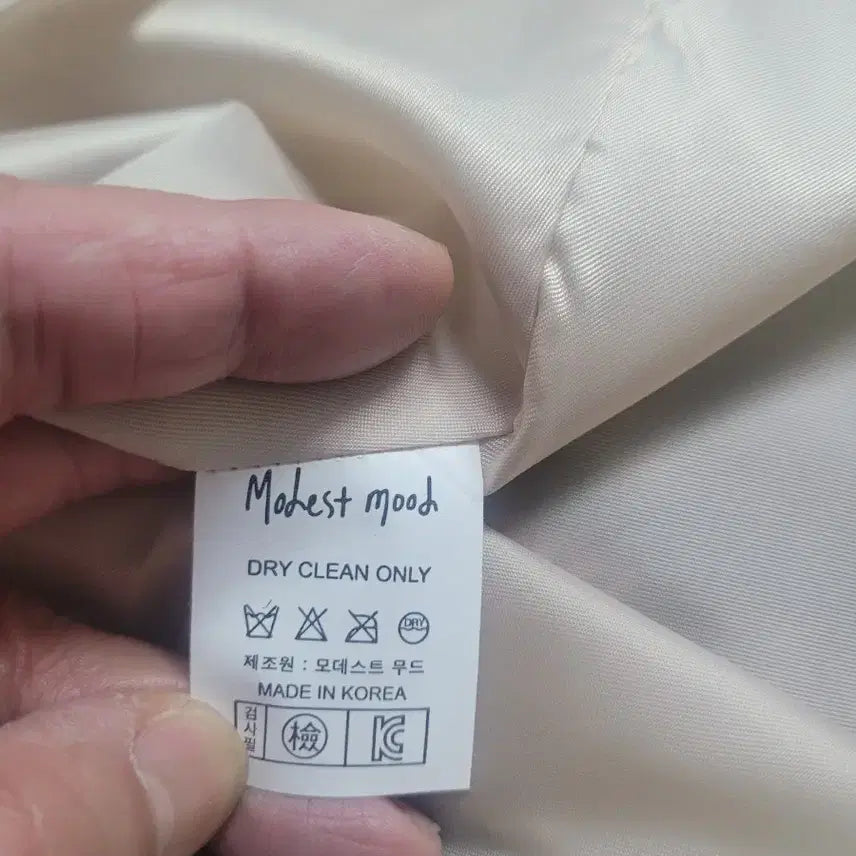 Modest mood
DRY CLEAN ONLY
DRY
제조원 : 모데스트 무드
MADE IN KOREA
검사필
檢
KC